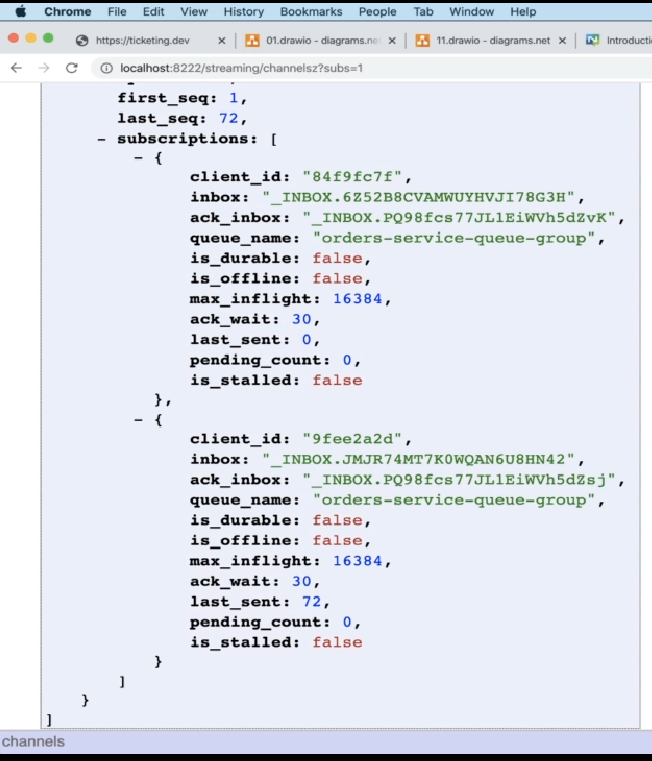 Chrome File Edit View History Bookmarks People Tab Window Help
https://ticketing.dev × 01.drawio - diagrams.ne × 11.drawio - diagrams.net × Introducti
localhost:8222/streaming/channelsz?subs=1
first_seq: 1,
last_seq: 72,
- subscriptions: [
- {
client_id: "84f9fc7f",
inbox: "_INBOX.6Z52B8CVAMWUYHVJI78G3H",
ack_inbox: "_INBOX.PQ98fcs77JL1EiWVh5dZvK",
queue_name: "orders-service-queue-group",
is_durable: false,
is_offline: false,
max_inflight: 16384,
ack_wait: 30,
last_sent: 0,
pending_count: 0,
is_stalled: false
},
- {
client_id: "9fee2a2d",
inbox: "_INBOX.JMJR74MT7K0WQAN6U8HN42",
ack_inbox: "_INBOX.PQ98fcs77JL1EiWVh5dZsj",
queue_name: "orders-service-queue-group",
is_durable: false,
is_offline: false,
max_inflight: 16384,
ack_wait: 30,
last_sent: 72,
pending_count: 0,
is_stalled: false
}
]
}
]
channels